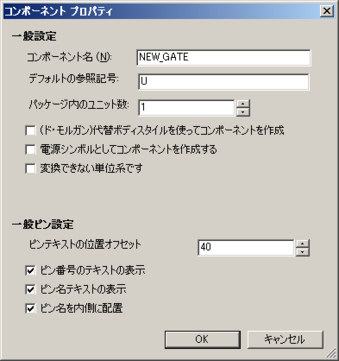 コンポーネント プロパティ
一般設定
コンポーネント名(N): NEW_GATE
デフォルトの参照記号: U
パッケージ内のユニット数: 1
(ド・モルガン)代替ボディスタイルを使ってコンポーネントを作成
電源シンボルとしてコンポーネントを作成する
変換できない単位系です
一般ピン設定
ピンテキストの位置オフセット 40
ピン番号のテキストの表示
ピン名テキストの表示
ピン名を内側に配置
OK キャンセル